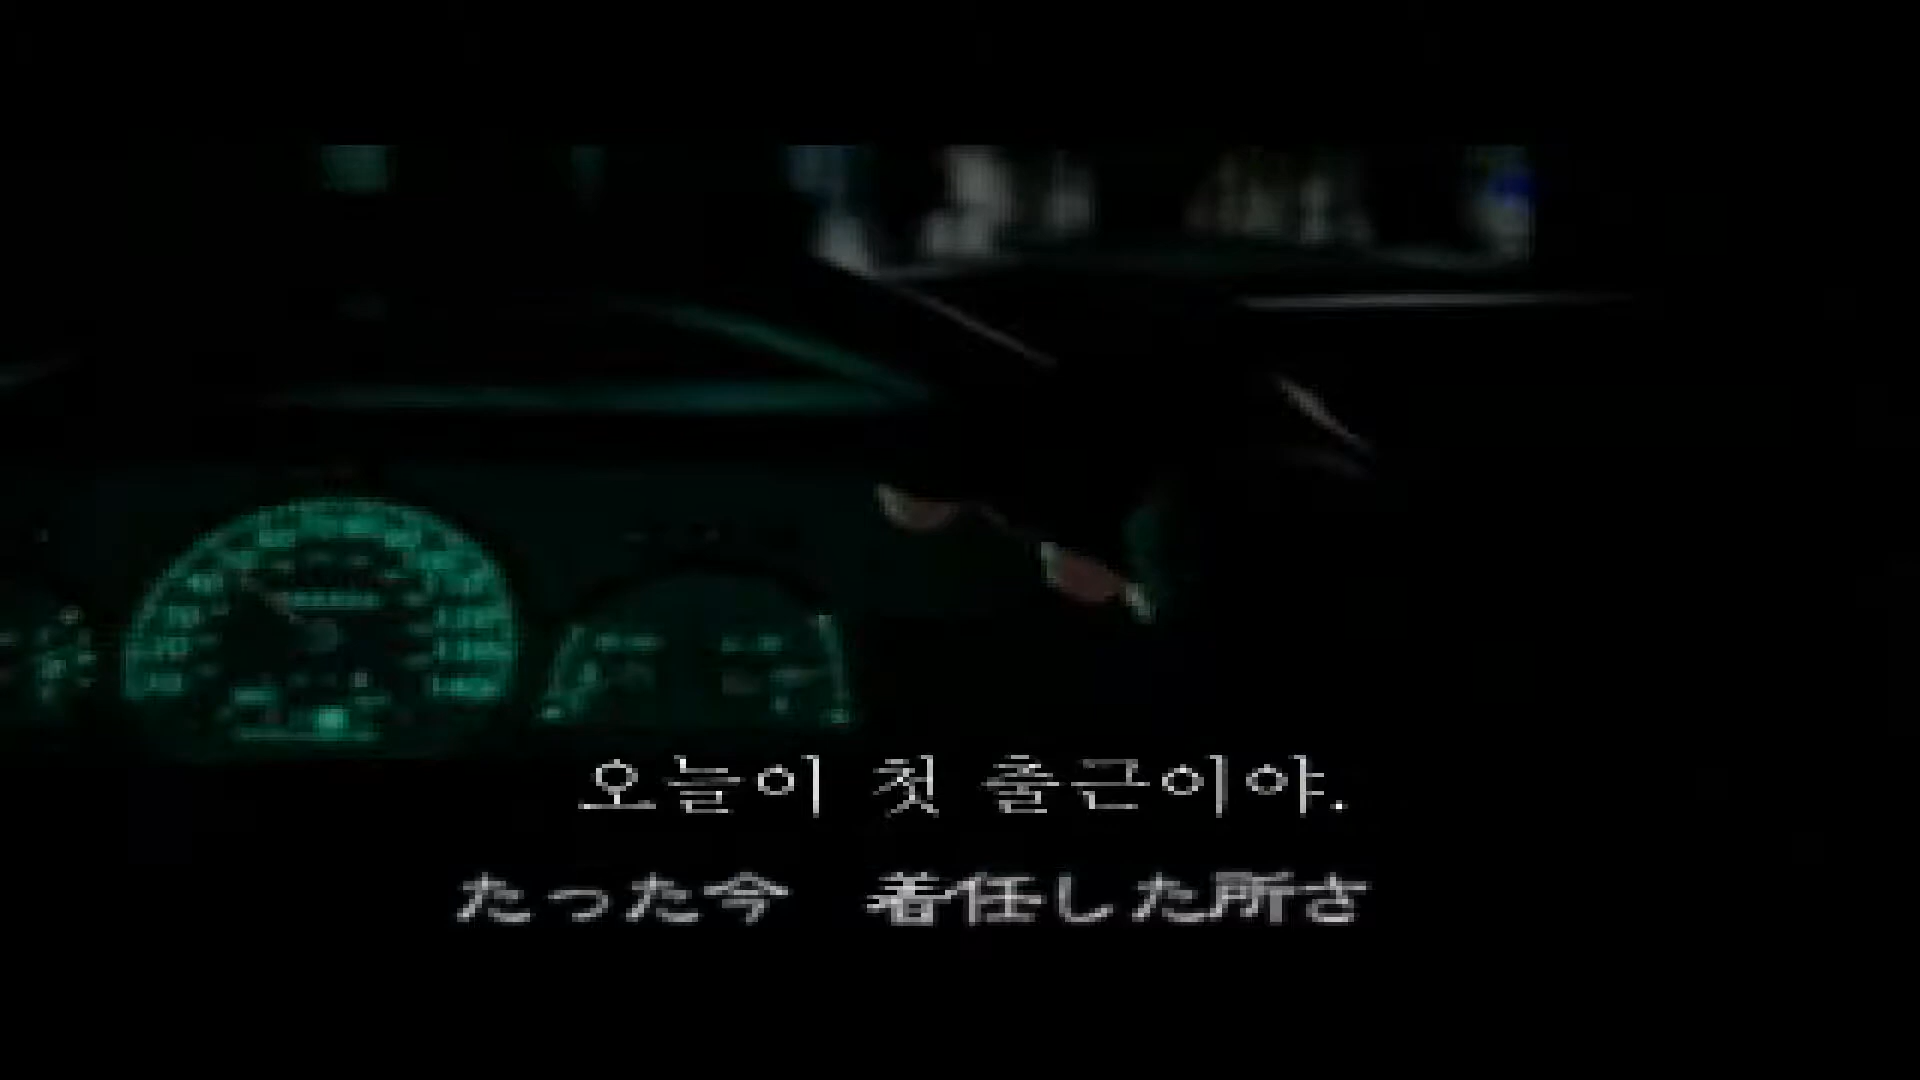 오늘이 첫 출근이야.
たった今　着任した所さ